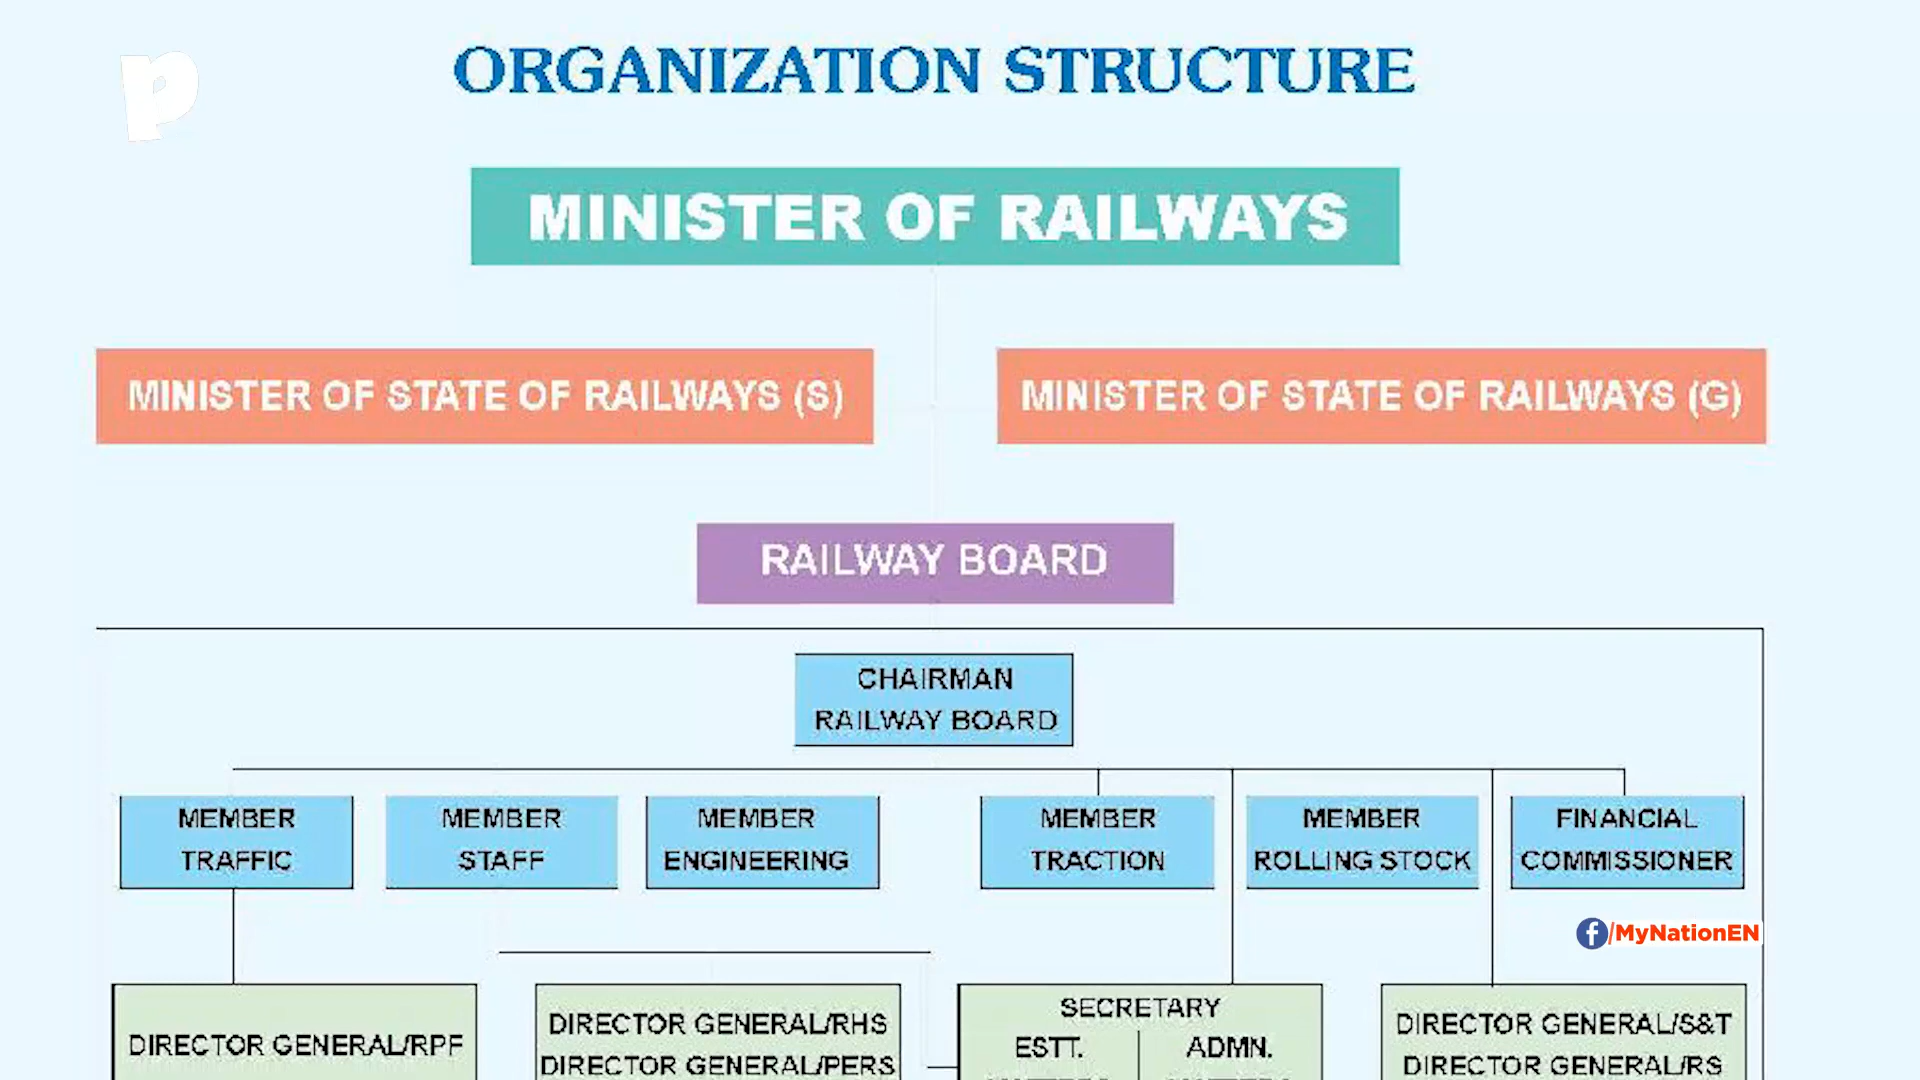 p
ORGANIZATION STRUCTURE
MINISTER OF RAILWAYS
MINISTER OF STATE OF RAILWAYS (S)
MINISTER OF STATE OF RAILWAYS (G)
RAILWAY BOARD
CHAIRMAN
RAILWAY BOARD
MEMBER
TRAFFIC
MEMBER
STAFF
MEMBER
ENGINEERING
MEMBER
TRACTION
MEMBER
ROLLING STOCK
FINANCIAL
COMMISSIONER
f/MyNationEN
DIRECTOR GENERAL/RPF
DIRECTOR GENERAL/RHS
DIRECTOR GENERAL/PERS
SECRETARY
ESTT.
ADMN.
DIRECTOR GENERAL/S&T
DIRECTOR GENERAL/RS